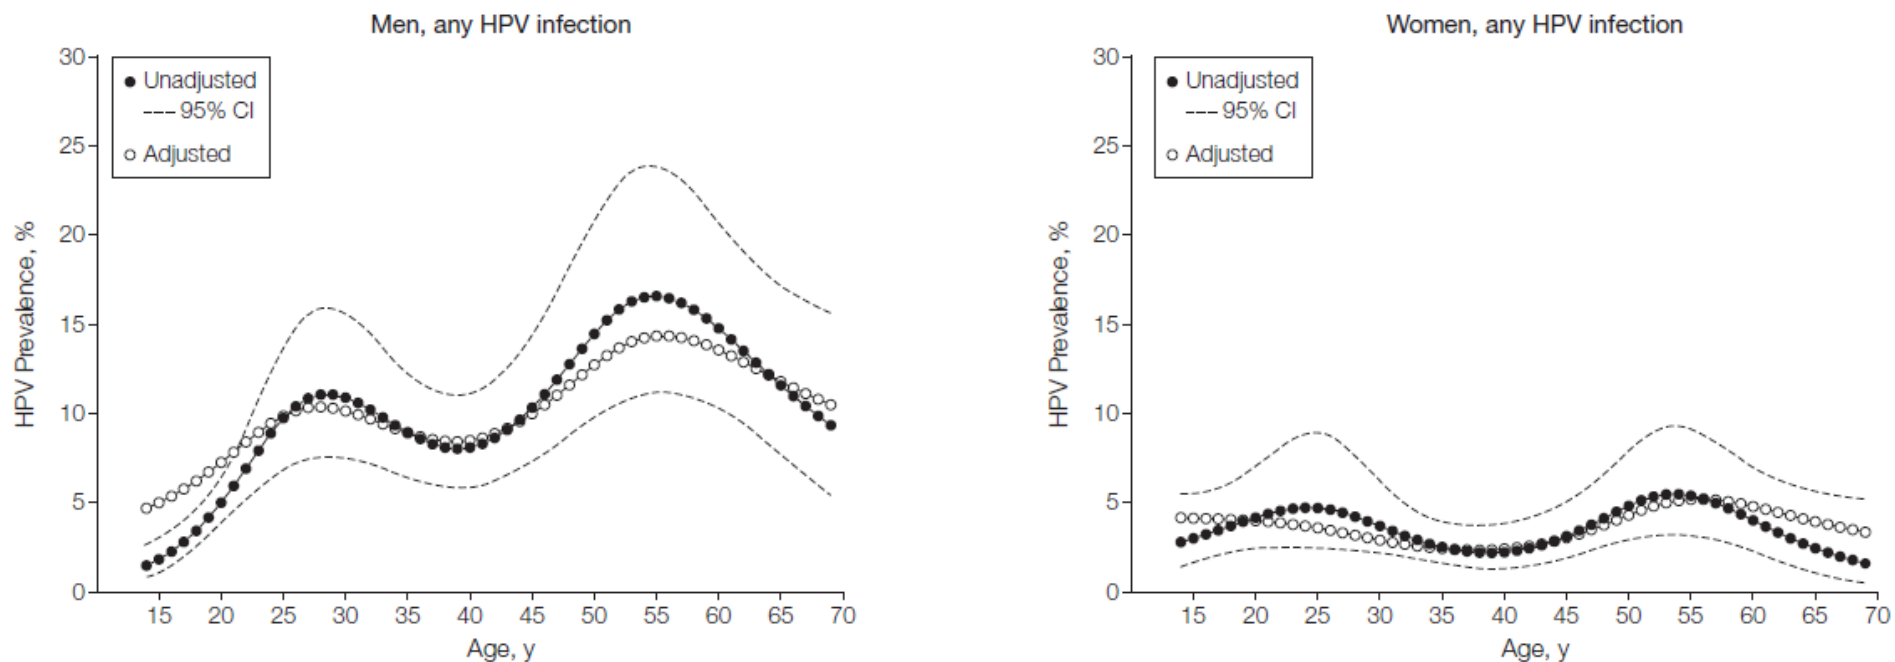 Men, any HPV infection
30
25
20
15
10
5
0
HPV Prevalence, %
Unadjusted
95% CI
Adjusted
15 20 25 30 35 40 45 50 55 60 65 70
Age, y
Women, any HPV infection
30
25
20
15
10
5
0
HPV Prevalence, %
Unadjusted
95% CI
Adjusted
15 20 25 30 35 40 45 50 55 60 65 70
Age, y